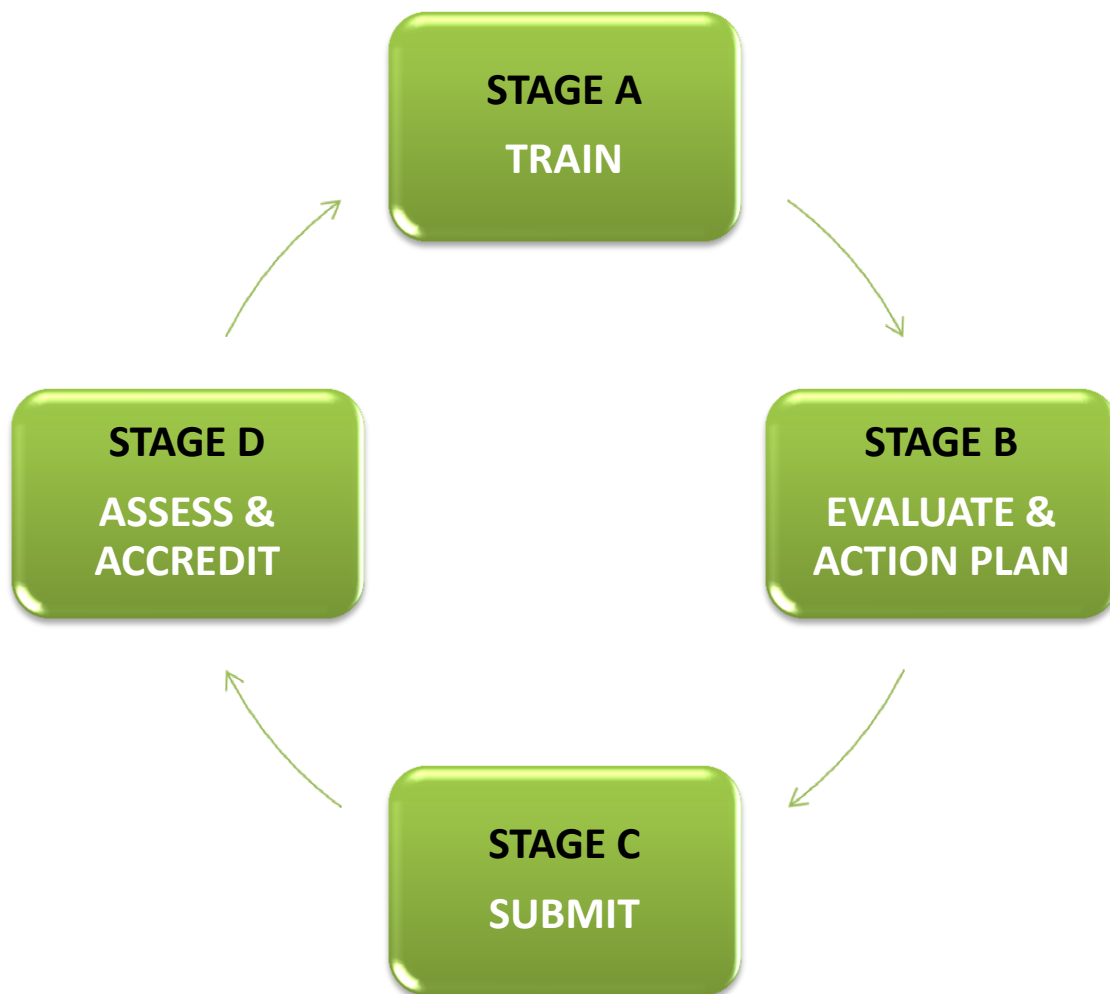 STAGE A
TRAIN
STAGE D
ASSESS &
ACCREDIT
STAGE B
EVALUATE &
ACTION PLAN
STAGE C
SUBMIT